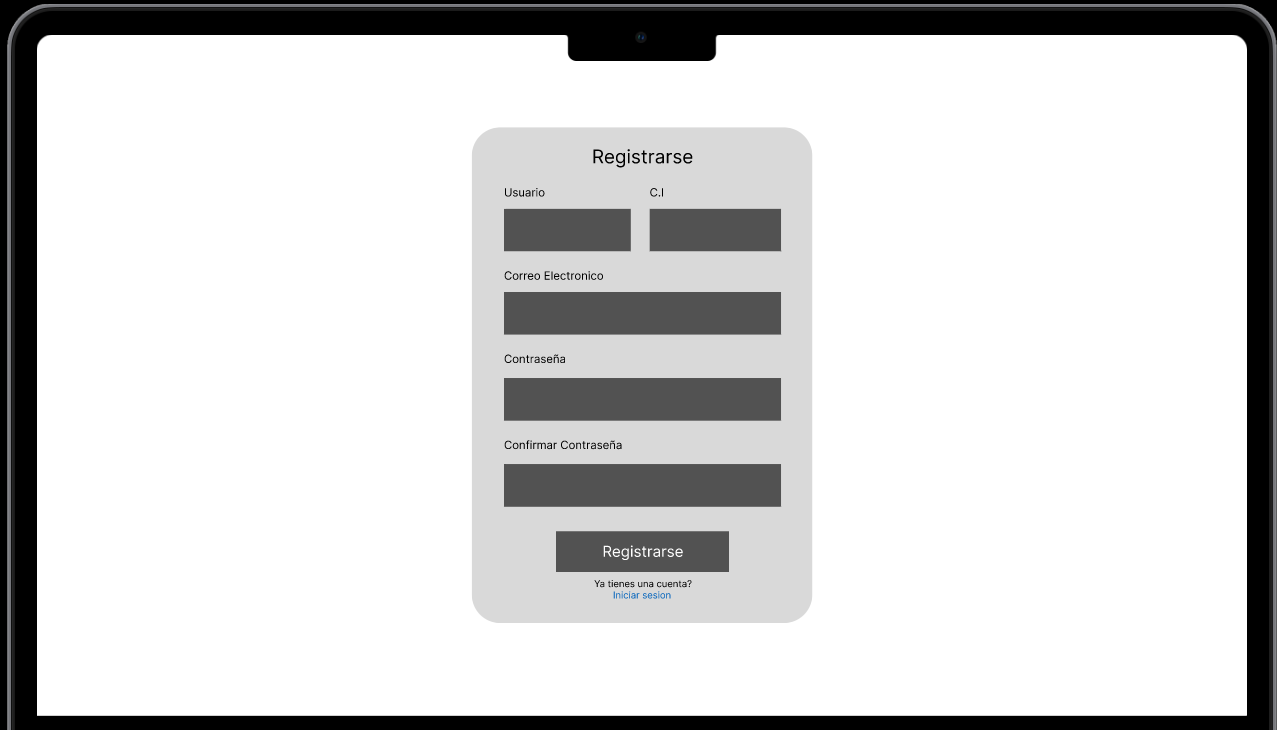 Registrarse
Usuario
C.I
Correo Electronico
Contraseña
Confirmar Contraseña
Registrarse
Ya tienes una cuenta?
Iniciar sesion